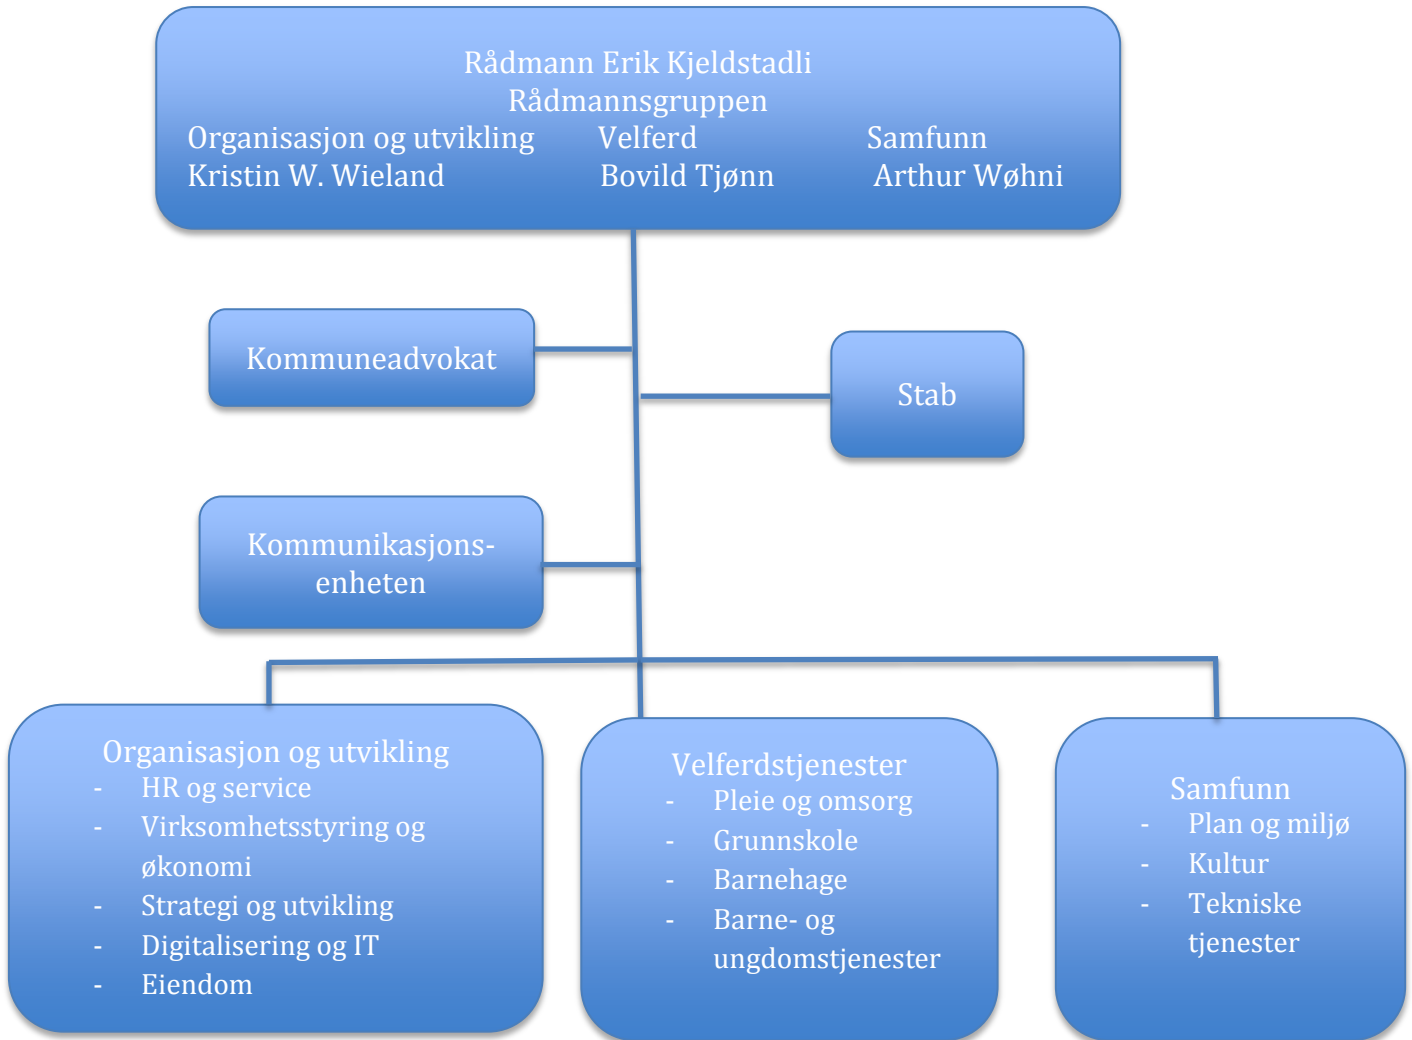 Rådmann Erik Kjeldstadli
Rådmannsgruppen
Organisasjon og utvikling Velferd Samfunn
Kristin W. Wieland Bovild Tjønn Arthur Wøhni
Kommuneadvokat
Stab
Kommunikasjons-
enheten
Organisasjon og utvikling
- HR og service
- Virksomhetsstyring og
økonomi
- Strategi og utvikling
- Digitalisering og IT
- Eiendom
Velferdstjenester
- Pleie og omsorg
- Grunnskole
- Barnehage
- Barne- og
ungdomstjenester
Samfunn
- Plan og miljø
- Kultur
- Tekniske
tjenester